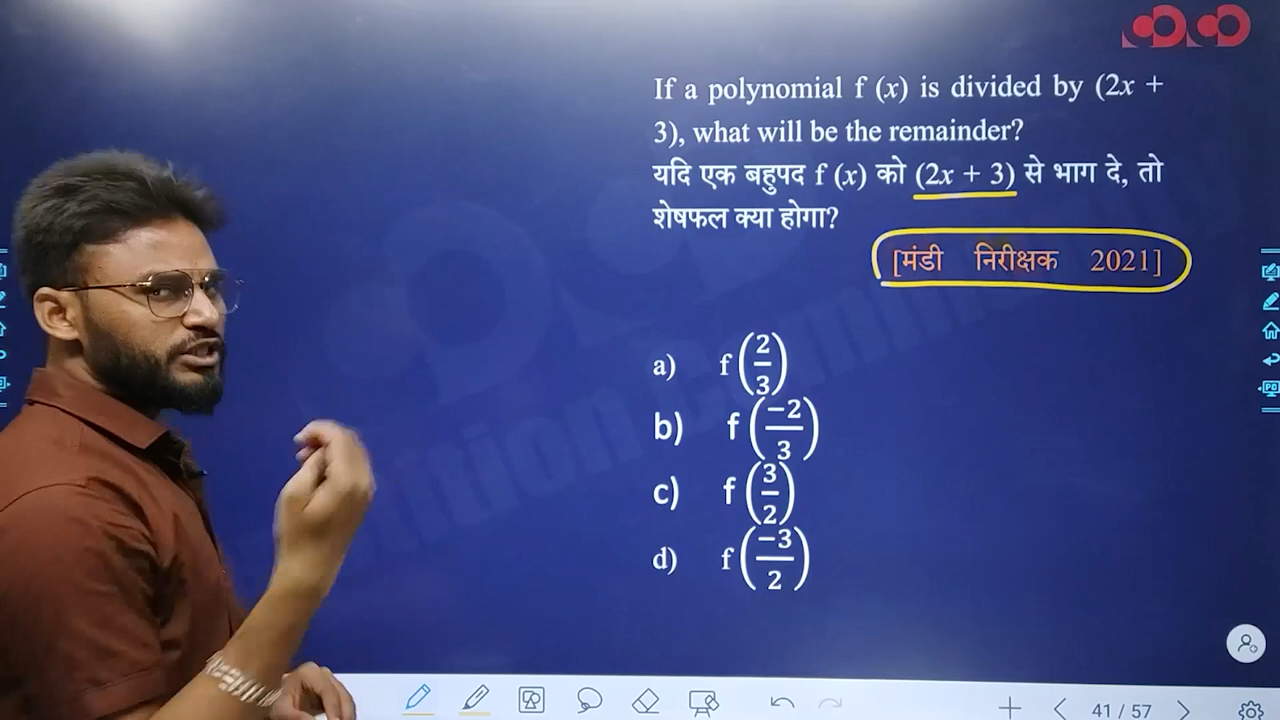 If a polynomial f (x) is divided by (2x +
3), what will be the remainder?
यदि एक बहुपद f (x) को (2x + 3) से भाग दे, तो
शेषफल क्या होगा?
[मंडी निरीक्षक 2021]
a) f(2/3)
b) f(-2/3)
c) f(3/2)
d) f(-3/2)
41 / 57